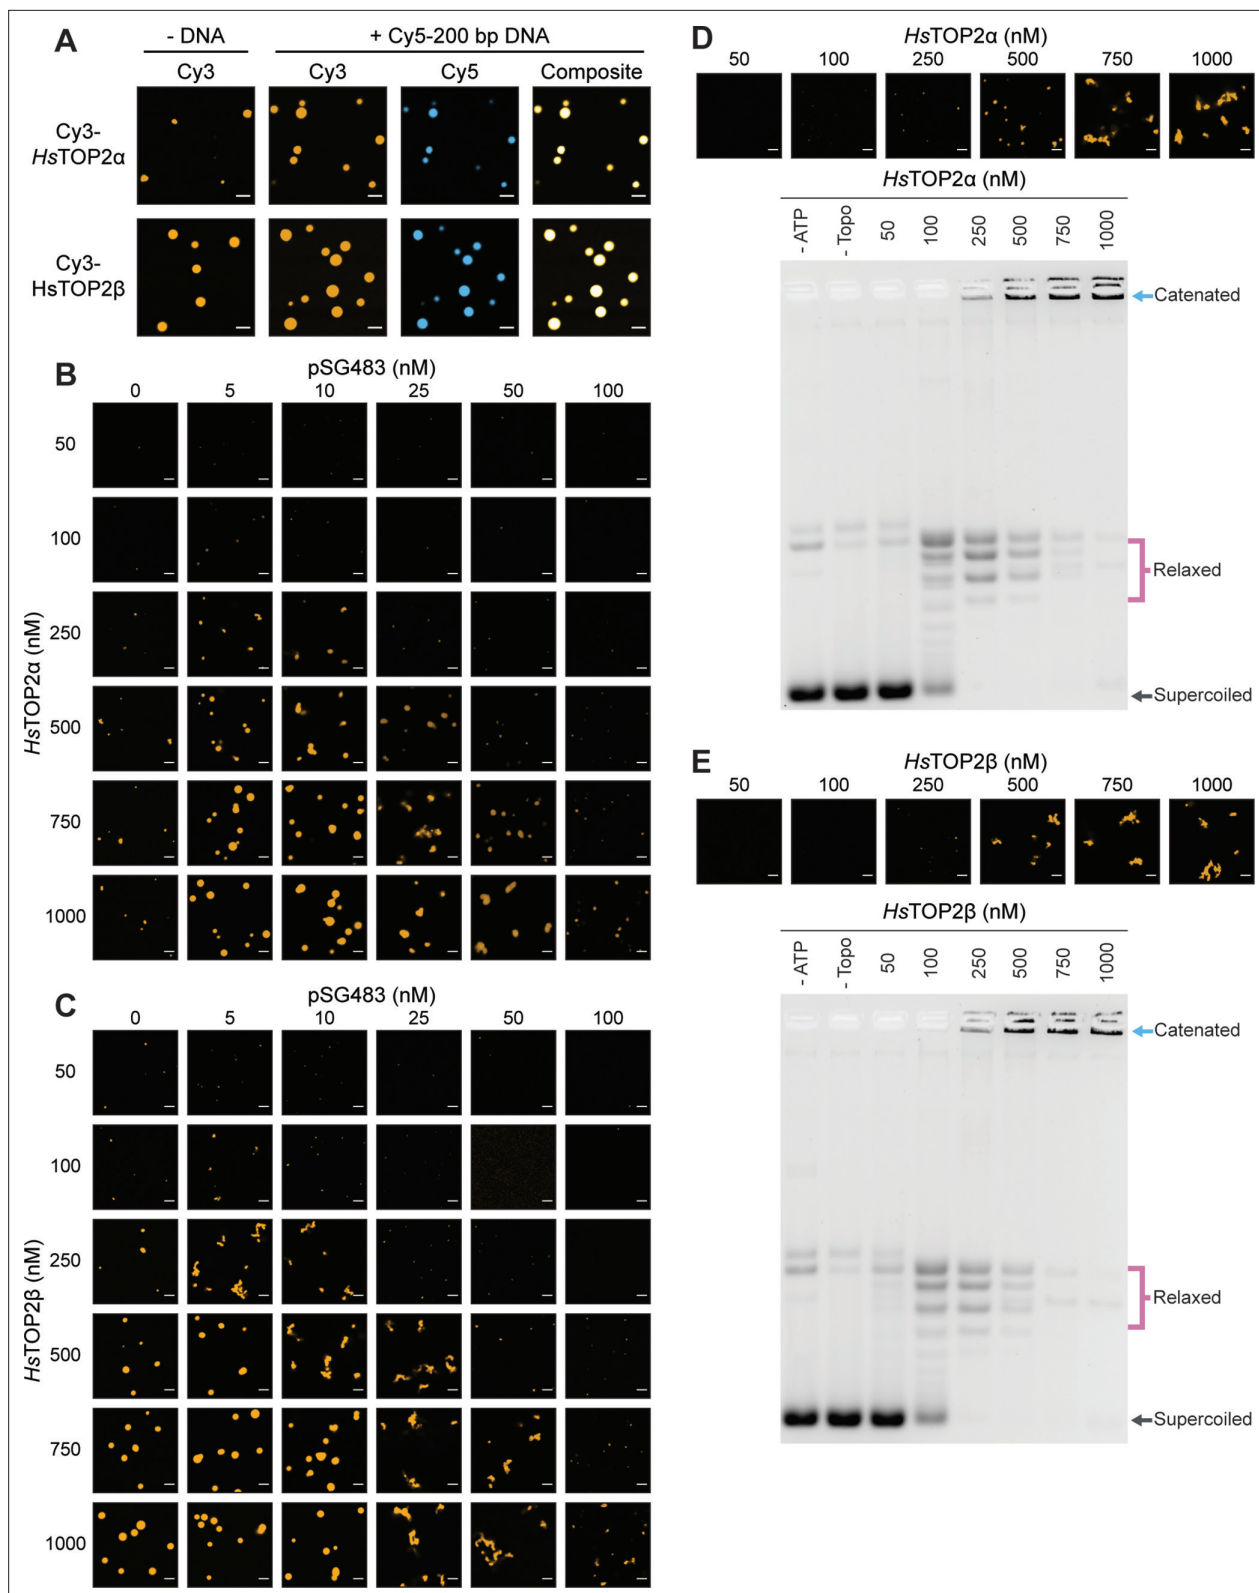 A
- DNA
+ Cy5-200 bp DNA
Cy3
Cy3
Cy5
Composite
Cy3-
HsTOP2α
Cy3-
HsTOP2β
B
pSG483 (nM)
0 5 10 25 50 100
HsTOP2α (nM)
50
100
250
500
750
1000
C
pSG483 (nM)
0 5 10 25 50 100
HsTOP2β (nM)
50
100
250
500
750
1000
D
HsTOP2α (nM)
50 100 250 500 750 1000
HsTOP2α (nM)
- ATP - Topo 50 100 250 500 750 1000
Catenated
Relaxed
Supercoiled
E
HsTOP2β (nM)
50 100 250 500 750 1000
HsTOP2β (nM)
- ATP - Topo 50 100 250 500 750 1000
Catenated
Relaxed
Supercoiled